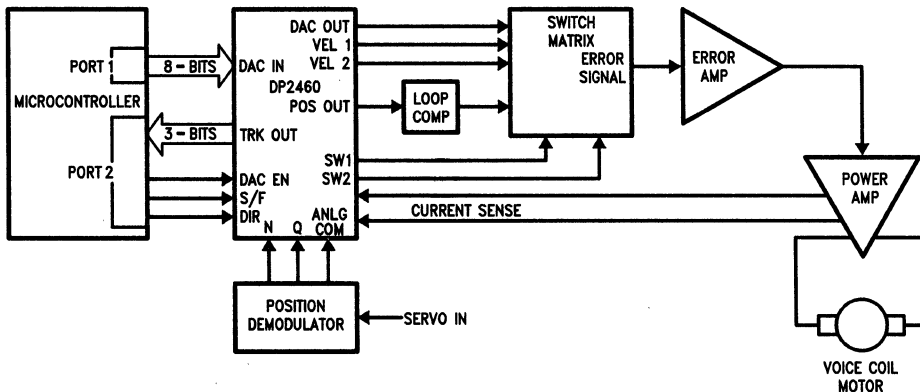 MICROCONTROLLER
PORT 1
PORT 2
8-BITS
3-BITS
DAC IN
DP2460
DAC OUT
VEL 1
VEL 2
POS OUT
TRK OUT
SW1
SW2
DAC EN
S/F
DIR
N
Q
ANLG
COM
LOOP
COMP
SWITCH
MATRIX
ERROR
SIGNAL
ERROR
AMP
POWER
AMP
CURRENT SENSE
POSITION
DEMODULATOR
SERVO IN
VOICE COIL
MOTOR